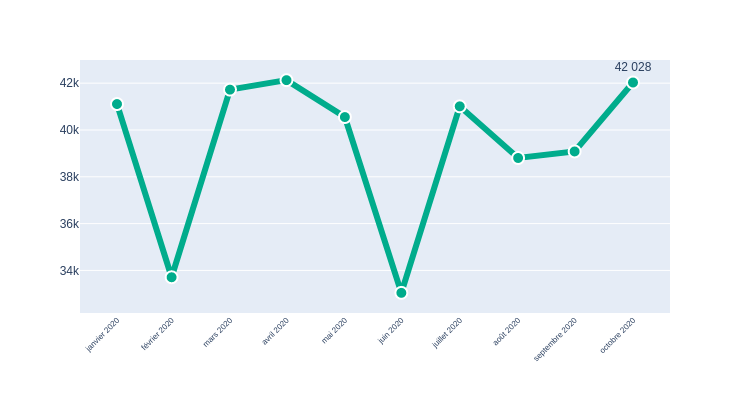 42 028
42k
40k
38k
36k
34k
janvier 2020
février 2020
mars 2020
avril 2020
mai 2020
juin 2020
juillet 2020
août 2020
septembre 2020
octobre 2020